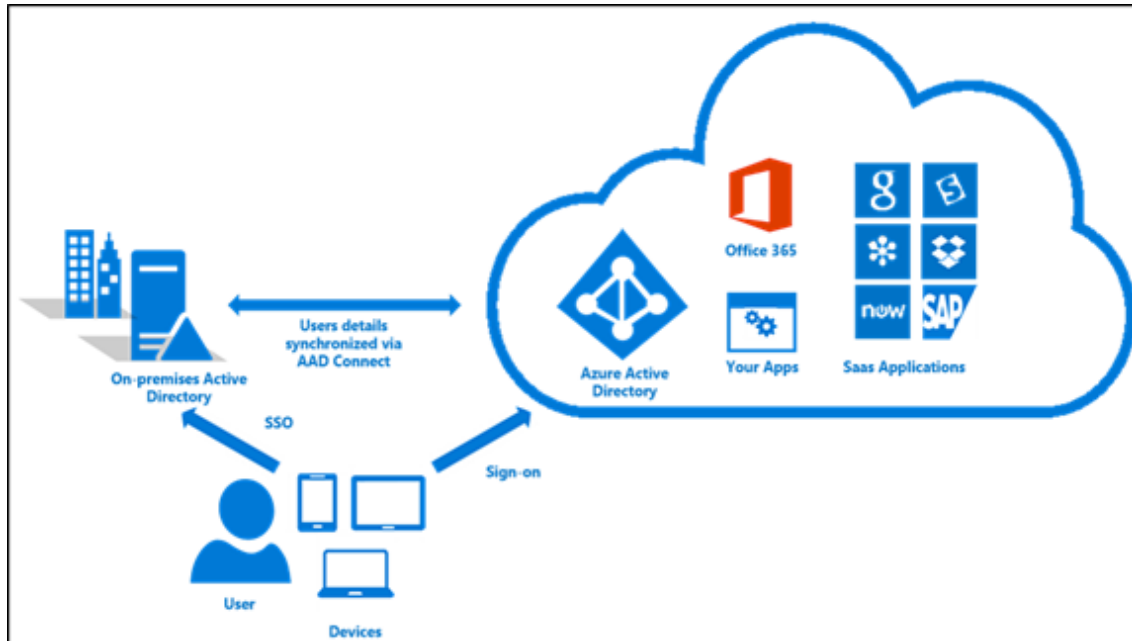 Office 365
g
S
now
SAP
Azure Active
Directory
Your Apps
Saas Applications
Users details
synchronized via
AAD Connect
On-premises Active
Directory
SSO
Sign-on
User
Devices